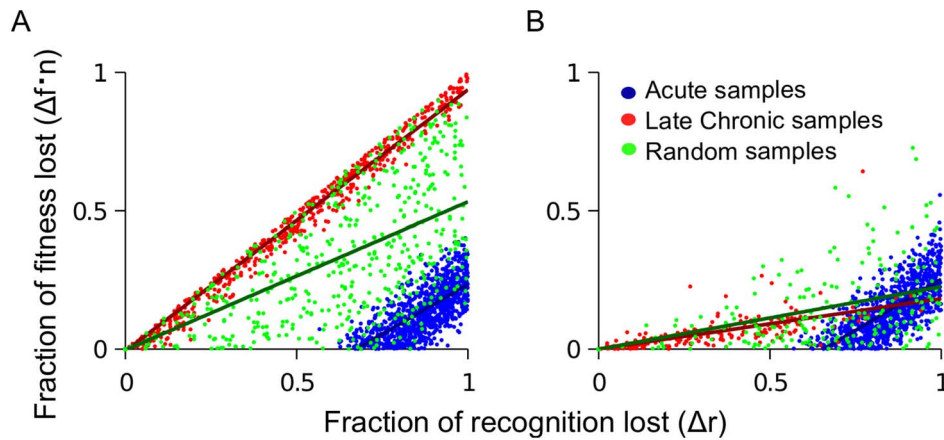 A
B
Fraction of fitness lost (Δf·n)
1
0.5
0
0
0.5
1
1
0.5
0
0
0.5
1
Acute samples
Late Chronic samples
Random samples
Fraction of recognition lost (Δr)